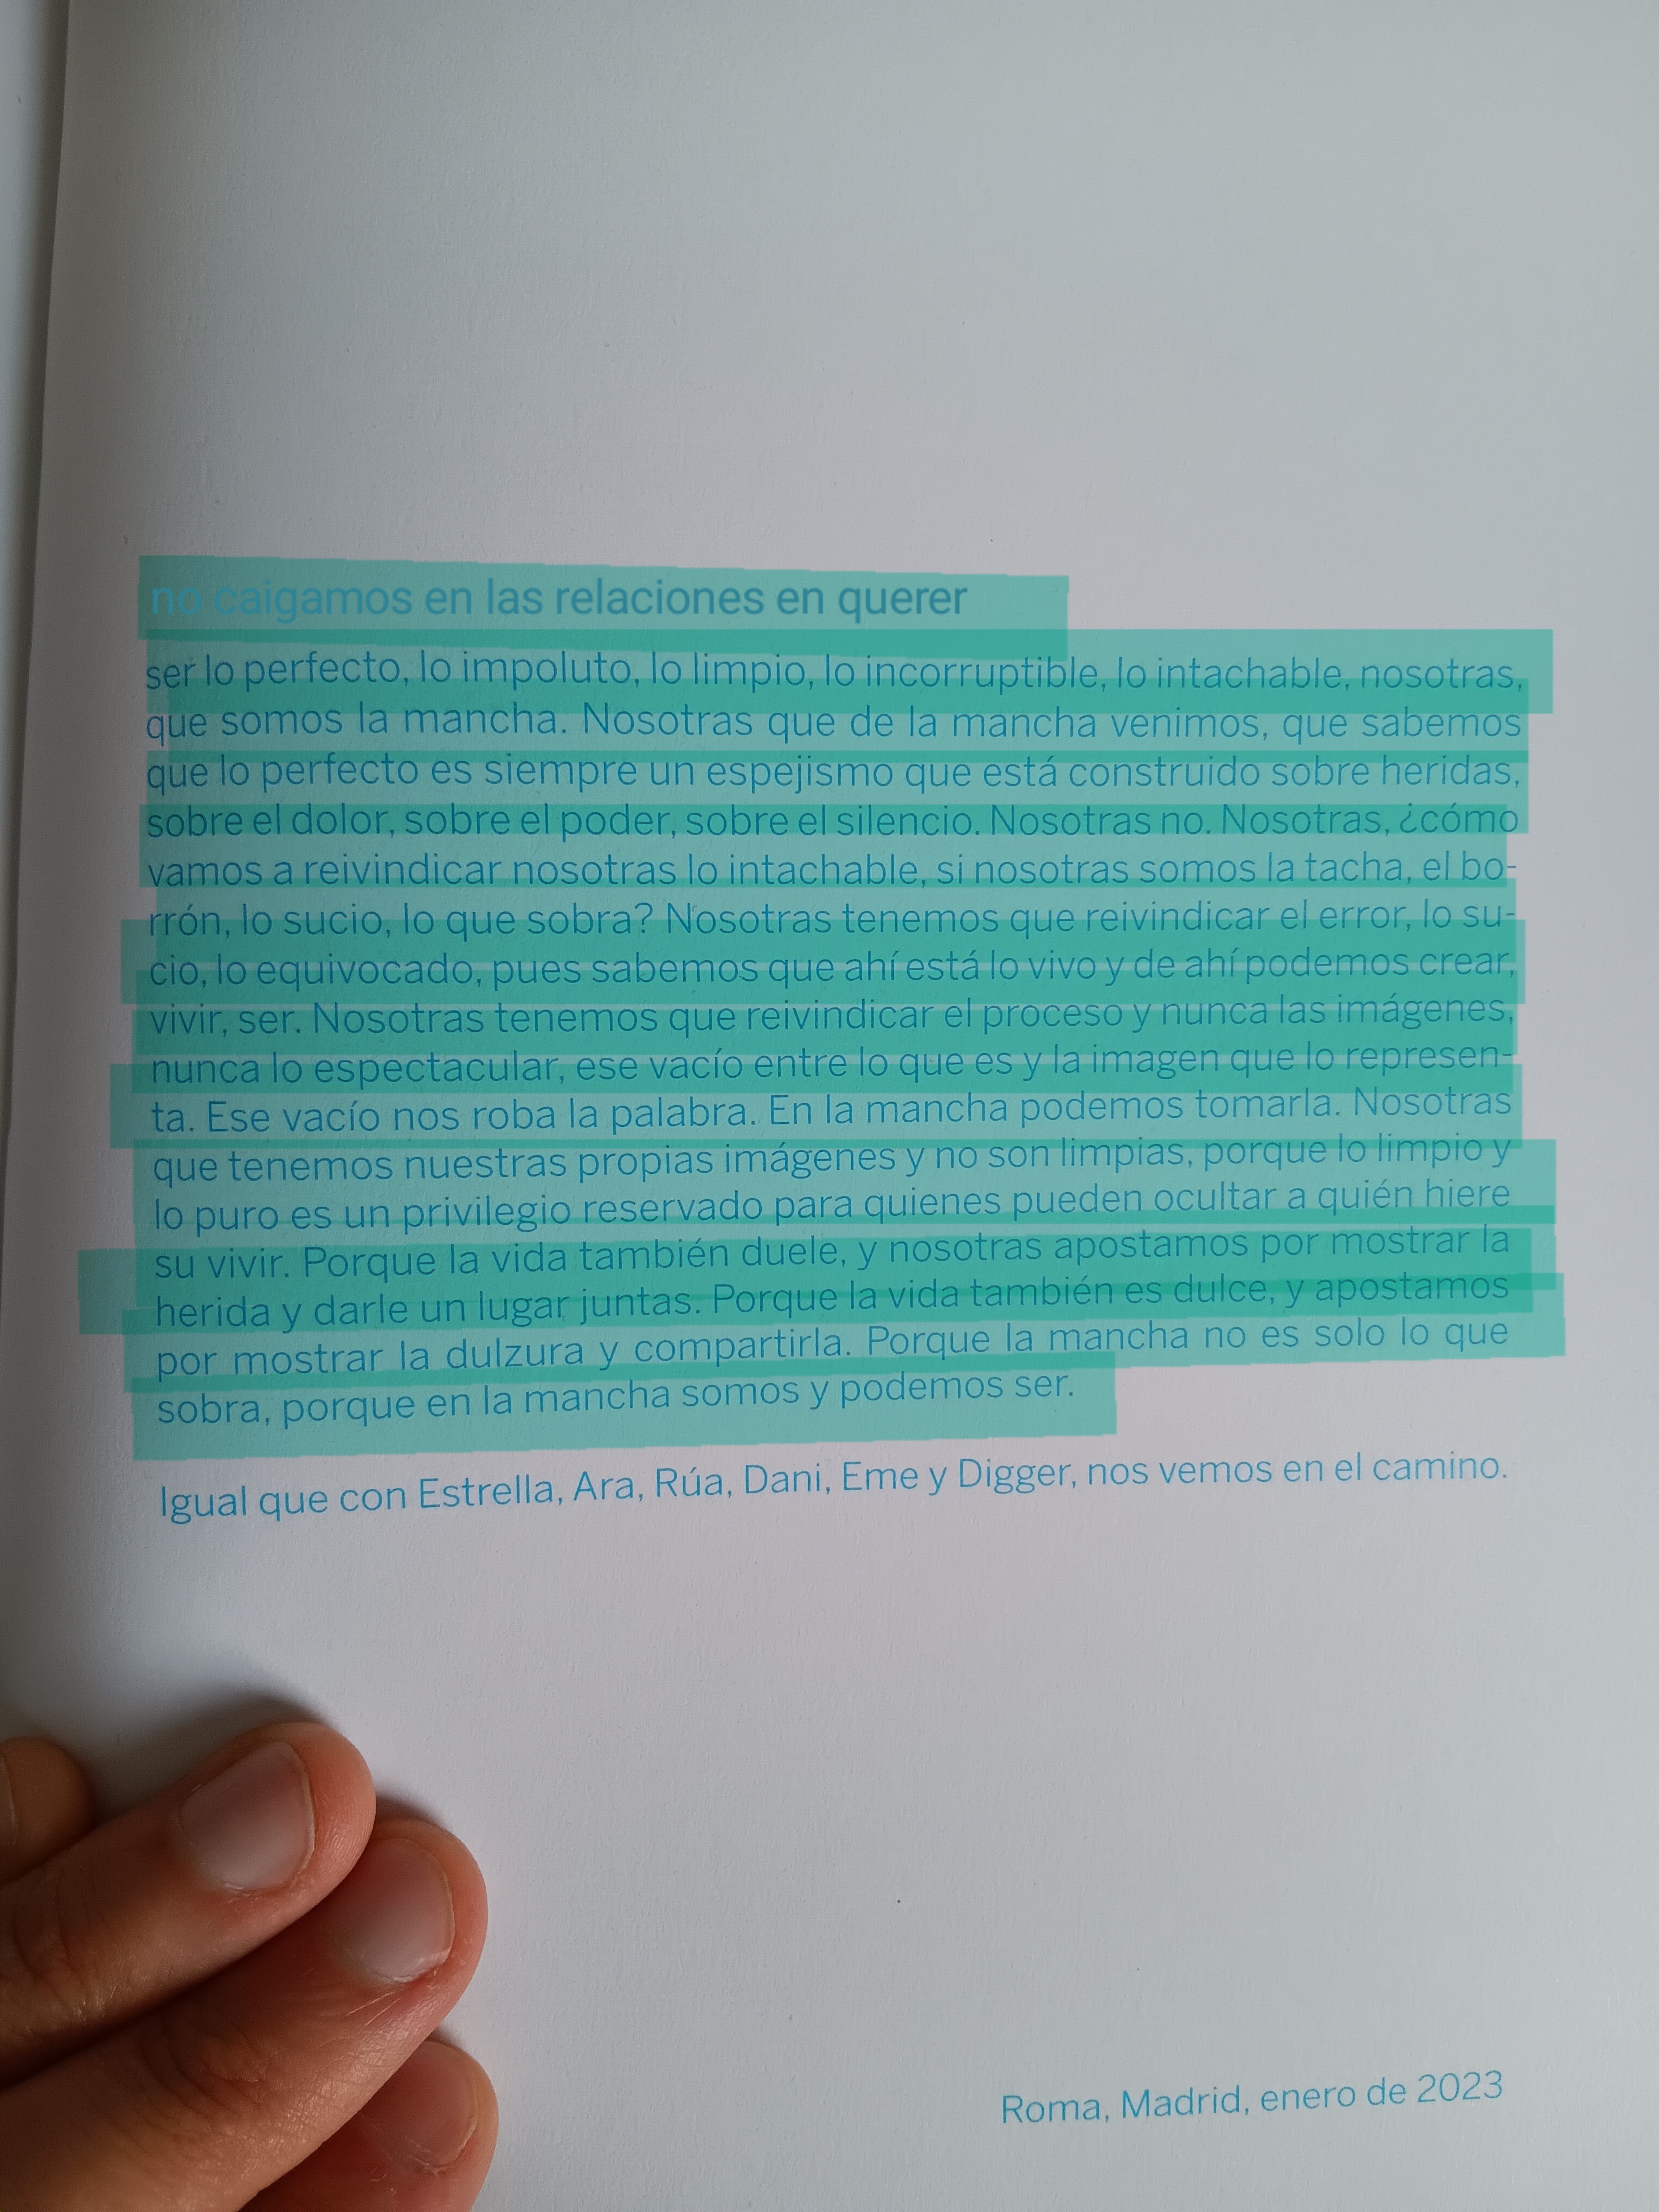 no caigamos en las relaciones en querer
ser lo perfecto, lo impoluto, lo limpio, lo incorruptible, lo intachable, nosotras,
que somos la mancha. Nosotras que de la mancha venimos, que sabemos
que lo perfecto es siempre un espejismo que está construido sobre heridas,
sobre el dolor, sobre el poder, sobre el silencio. Nosotras no. Nosotras, ¿cómo
vamos a reivindicar nosotras lo intachable, si nosotras somos la tacha, el bo-
rrón, lo sucio, lo que sobra? Nosotras tenemos que reivindicar el error, lo su-
cio, lo equivocado, pues sabemos que ahí está lo vivo y de ahí podemos crear,
vivir, ser. Nosotras tenemos que reivindicar el proceso y nunca las imágenes,
nunca lo espectacular, ese vacío entre lo que es y la imagen que lo represen-
ta. Ese vacío nos roba la palabra. En la mancha podemos tomarla. Nosotras
que tenemos nuestras propias imágenes y no son limpias, porque lo limpio y
lo puro es un privilegio reservado para quienes pueden ocultar a quién hiere
su vivir. Porque la vida también duele, y nosotras apostamos por mostrar la
herida y darle un lugar juntas. Porque la vida también es dulce, y apostamos
por mostrar la dulzura y compartirla. Porque la mancha no es solo lo que
sobra, porque en la mancha somos y podemos ser.
Igual que con Estrella, Ara, Rúa, Dani, Eme y Digger, nos vemos en el camino.
Roma, Madrid, enero de 2023